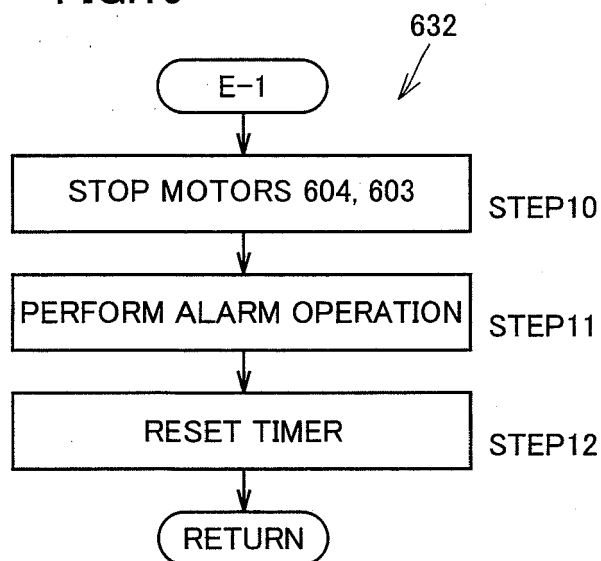 632
E-1
STOP MOTORS 604, 603
STEP10
PERFORM ALARM OPERATION
STEP11
RESET TIMER
STEP12
RETURN